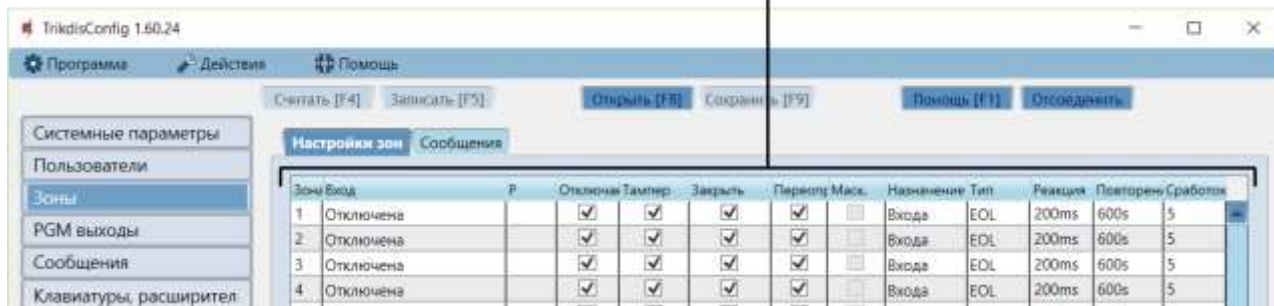 TrikdisConfig 1.60.24
Программа Действия Помощь
Считать [F4] Записать [F5] Открыть [F8] Сохранить [F9] Помощь [F1] Отсоеденить
Системные параметры
Пользователи
Зоны
PGM выходы
Сообщения
Клавиатуры, расширител
Настройки зон Сообщения
Зоны Вход Р Отключан Тампер Закрыть Переопр Маск. Назначение Тип Реакция Повторен Сработок
1 Отключена Входа EOL 200ms 600s 5
2 Отключена Входа EOL 200ms 600s 5
3 Отключена Входа EOL 200ms 600s 5
4 Отключена Входа EOL 200ms 600s 5